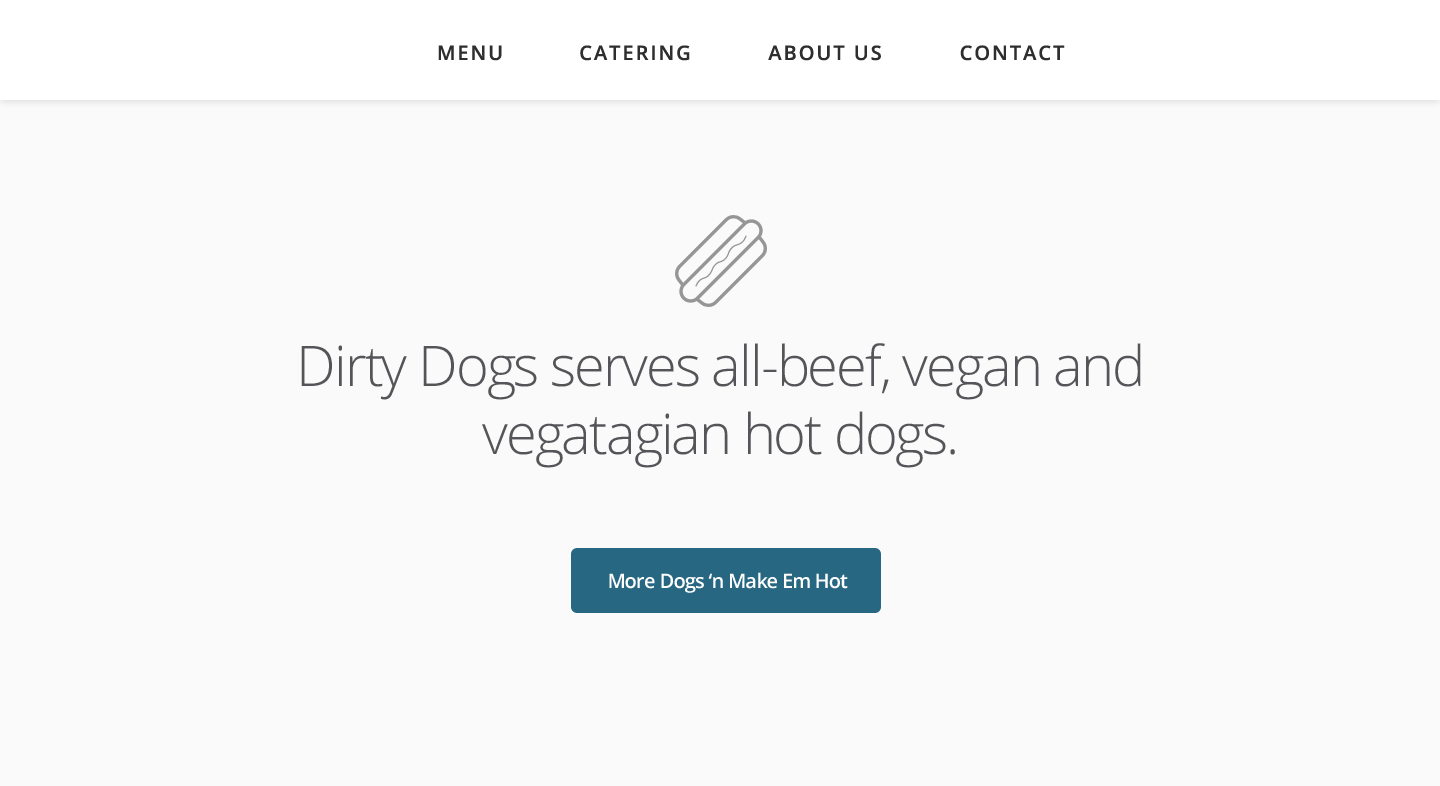 MENU CATERING ABOUT US CONTACT
Dirty Dogs serves all-beef, vegan and
vegatagian hot dogs.
More Dogs ‘n Make Em Hot